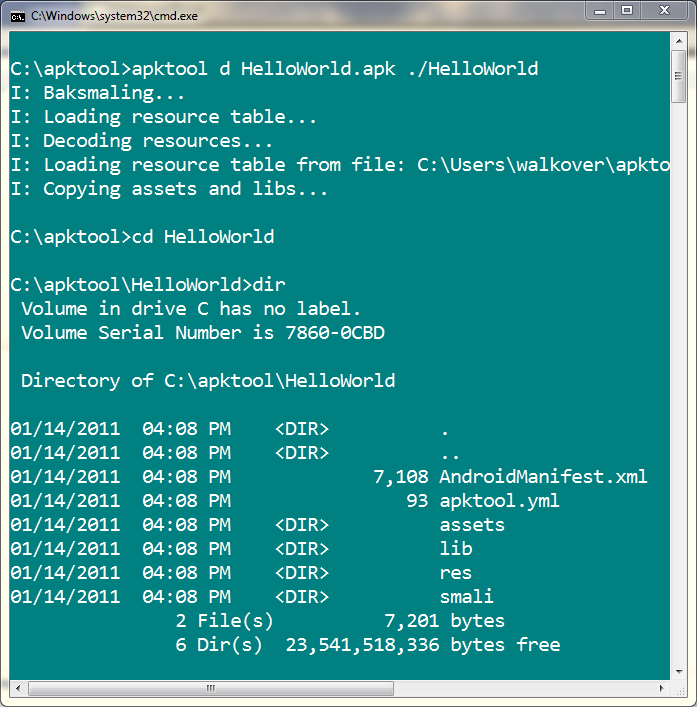 C:\Windows\system32\cmd.exe
C:\apktool>apktool d HelloWorld.apk ./HelloWorld
I: Baksmaling...
I: Loading resource table...
I: Decoding resources...
I: Loading resource table from file: C:\Users\walkover\apkto
I: Copying assets and libs...
C:\apktool>cd HelloWorld
C:\apktool\HelloWorld>dir
Volume in drive C has no label.
Volume Serial Number is 7860-0CBD
Directory of C:\apktool\HelloWorld
01/14/2011  04:08 PM    <DIR>          .
01/14/2011  04:08 PM    <DIR>          ..
01/14/2011  04:08 PM             7,108 AndroidManifest.xml
01/14/2011  04:08 PM                93 apktool.yml
01/14/2011  04:08 PM    <DIR>          assets
01/14/2011  04:08 PM    <DIR>          lib
01/14/2011  04:08 PM    <DIR>          res
01/14/2011  04:08 PM    <DIR>          smali
2 File(s)          7,201 bytes
6 Dir(s)  23,541,518,336 bytes free